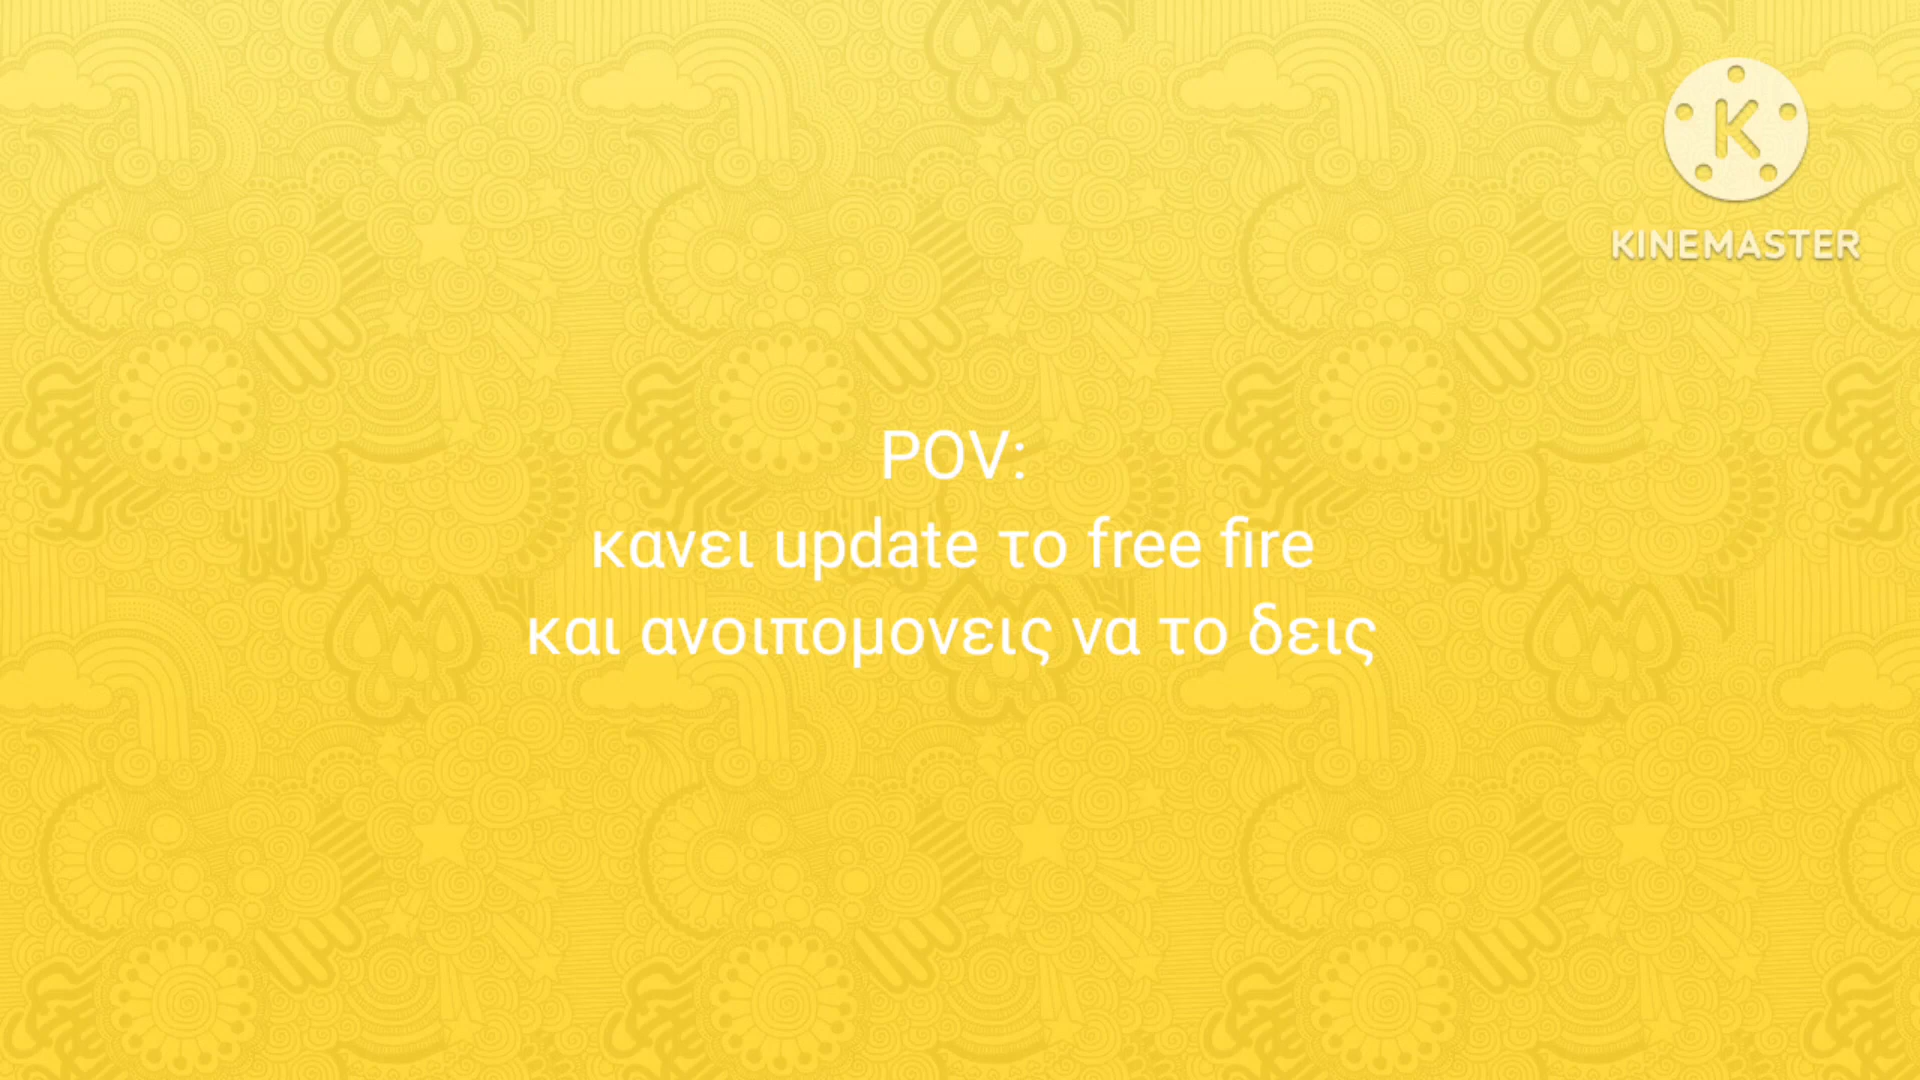 K
KINEMASTER
POV:
κανει update το free fire
και ανοιπομονεις να το δεις